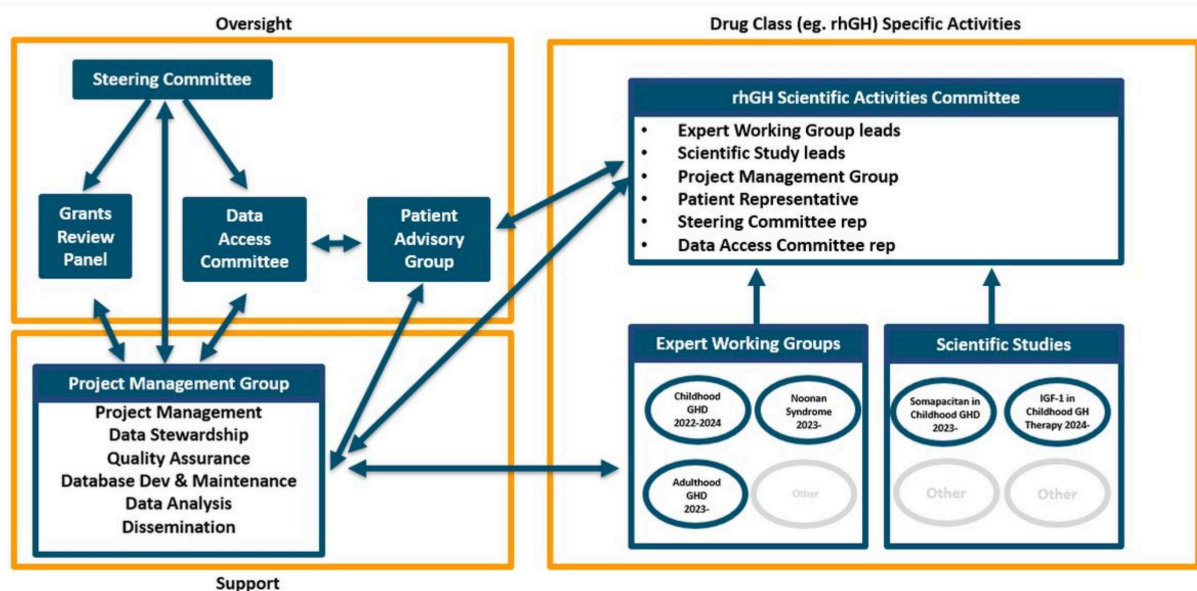 Oversight
Steering Committee
Grants
Review
Panel
Data
Access
Committee
Patient
Advisory
Group
Project Management Group
Project Management
Data Stewardship
Quality Assurance
Database Dev & Maintenance
Data Analysis
Dissemination
Support
Drug Class (eg. rhGH) Specific Activities
rhGH Scientific Activities Committee
• Expert Working Group leads
• Scientific Study leads
• Project Management Group
• Patient Representative
• Steering Committee rep
• Data Access Committee rep
Expert Working Groups
Childhood
GHD
2022-2024
Noonan
Syndrome
2023-
Adulthood
GHD
2023-
Other
Scientific Studies
Somapacitan in
Childhood GHD
2023-
IGF-1 in
Childhood GH
Therapy 2024-
Other
Other